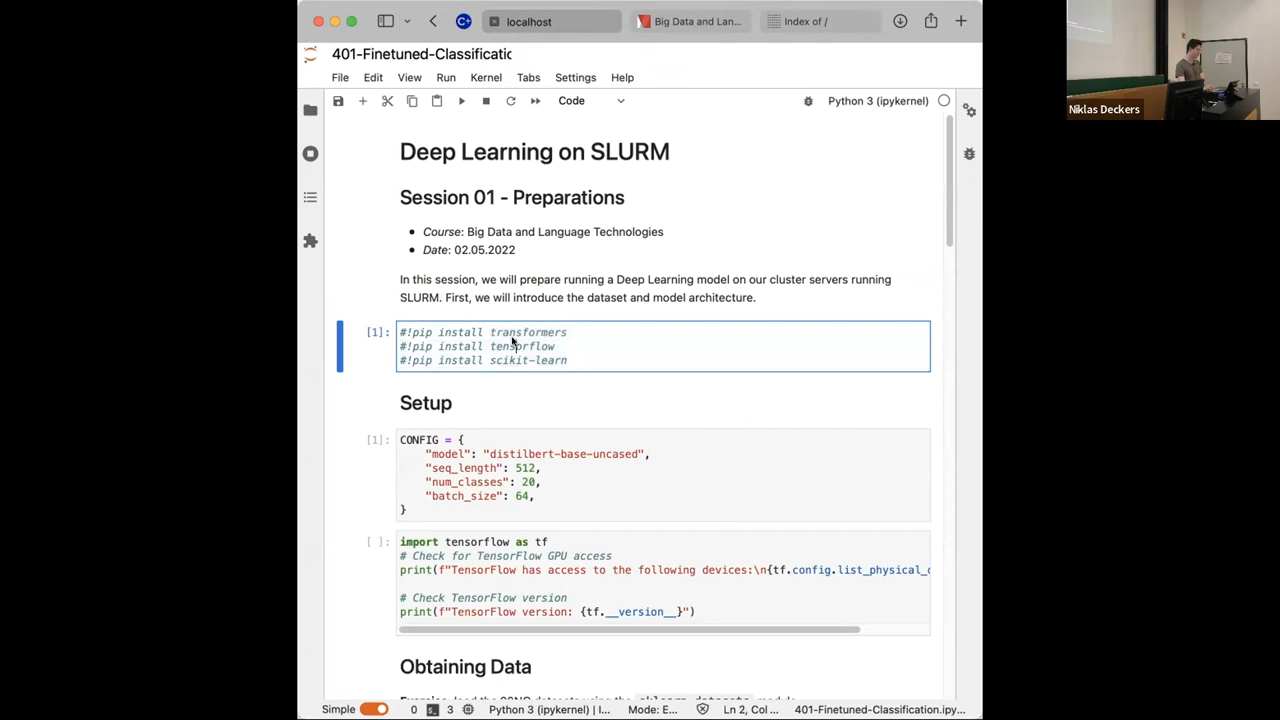 localhost
Big Data and Lan...
Index of /
401-Finetuned-Classificatic
File Edit View Run Kernel Tabs Settings Help
Code
Python 3 (ipykernel)
Niklas Deckers
Deep Learning on SLURM
Session 01 - Preparations
Course: Big Data and Language Technologies
Date: 02.05.2022
In this session, we will prepare running a Deep Learning model on our cluster servers running
SLURM. First, we will introduce the dataset and model architecture.
[1]:
#!pip install transformers
#!pip install tensorflow
#!pip install scikit-learn
Setup
[1]:
CONFIG = {
"model": "distilbert-base-uncased",
"seq_length": 512,
"num_classes": 20,
"batch_size": 64,
}
[ ]:
import tensorflow as tf
# Check for TensorFlow GPU access
print(f"TensorFlow has access to the following devices:\n{tf.config.list_physical_
# Check TensorFlow version
print(f"TensorFlow version: {tf.__version__}")
Obtaining Data
Simple 0 3 Python 3 (ipykernel) | I... Mode: E... Ln 2, Col ... 401-Finetuned-Classification.ipy...